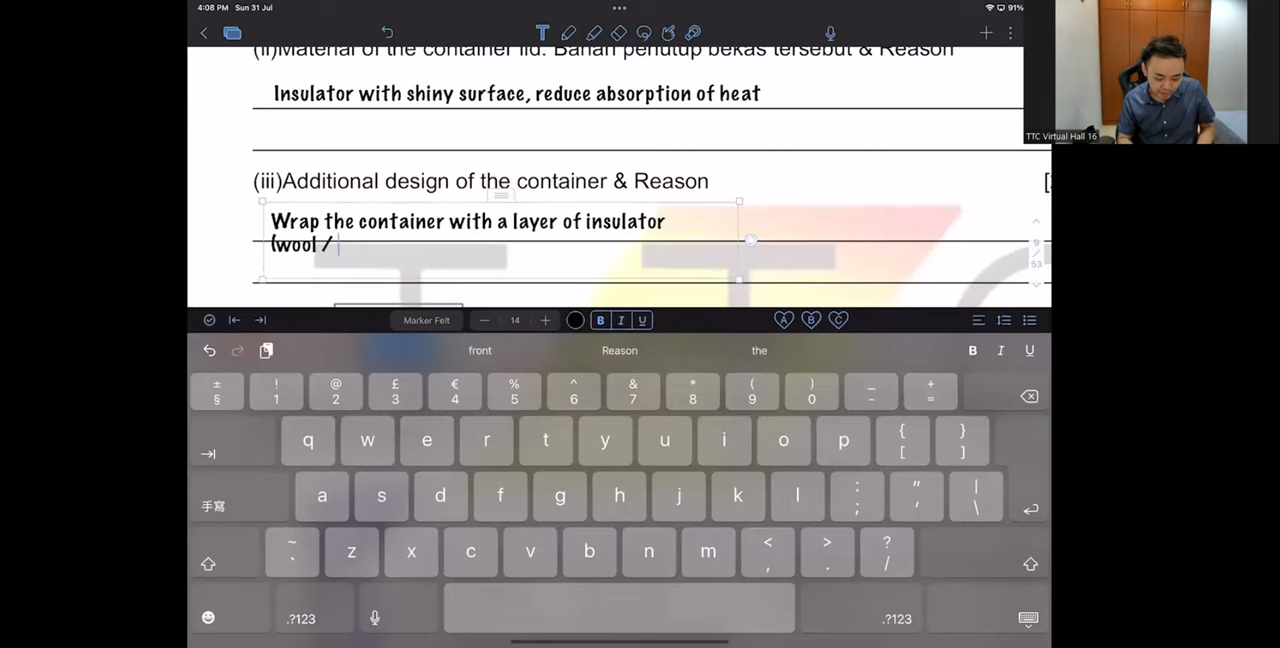 4:08 PM Sun 31 Jul
91%
(ii)Material of the container lid. Bahan penutup bekas tersebut & Reason
Insulator with shiny surface, reduce absorption of heat
TTC Virtual Hall 16
(iii)Additional design of the container & Reason
Wrap the container with a layer of insulator
(wool /
9
53
Marker Felt
14
B I U
A B C
front Reason the
B I U
± ! @ £ € % ^ & * ( ) _ +
§ 1 2 3 4 5 6 7 8 9 0 - =
q w e r t y u i o p { }
[ ]
手寫 a s d f g h j k l : " |
; ' \
~ z x c v b n m < > ?
` , . /
.?123 .?123